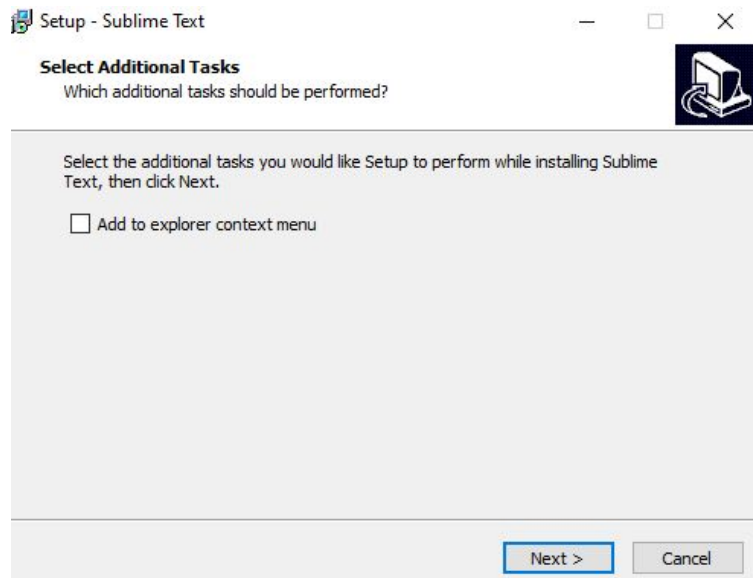 Setup - Sublime Text
Select Additional Tasks
Which additional tasks should be performed?
Select the additional tasks you would like Setup to perform while installing Sublime
Text, then click Next.
Add to explorer context menu
Next >
Cancel